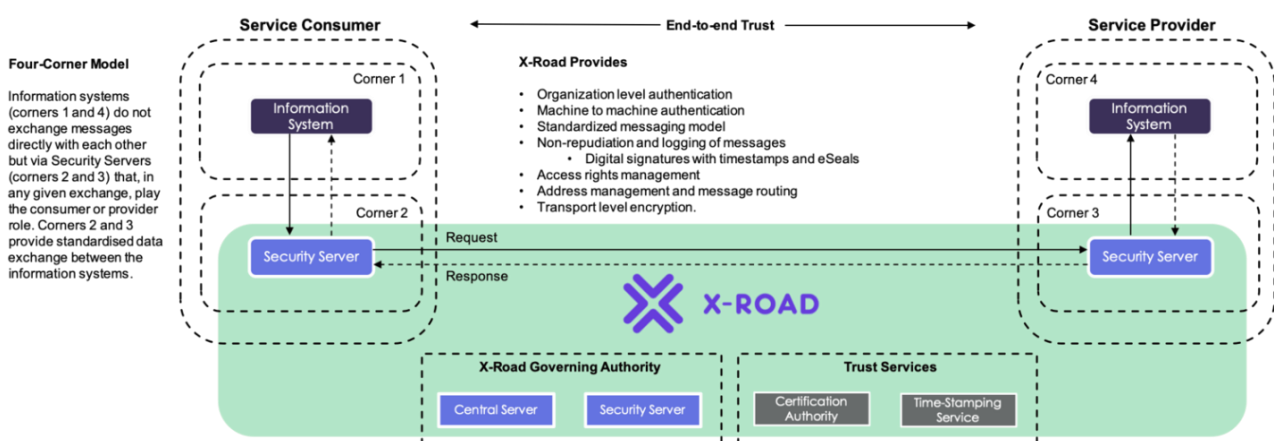 Service Consumer
End-to-end Trust
Service Provider
Four-Corner Model
Information systems
(corners 1 and 4) do not
exchange messages
directly with each other
but via Security Servers
(corners 2 and 3) that, in
any given exchange, play
the consumer or provider
role. Corners 2 and 3
provide standardised data
exchange between the
information systems.
Corner 1
Information
System
Corner 2
Security Server
X-Road Provides
• Organization level authentication
• Machine to machine authentication
• Standardized messaging model
• Non-repudiation and logging of messages
• Digital signatures with timestamps and eSeals
• Access rights management
• Address management and message routing
• Transport level encryption.
Corner 4
Information
System
Corner 3
Security Server
Request
Response
X-ROAD
X-Road Governing Authority
Central Server
Security Server
Trust Services
Certification
Authority
Time-Stamping
Service